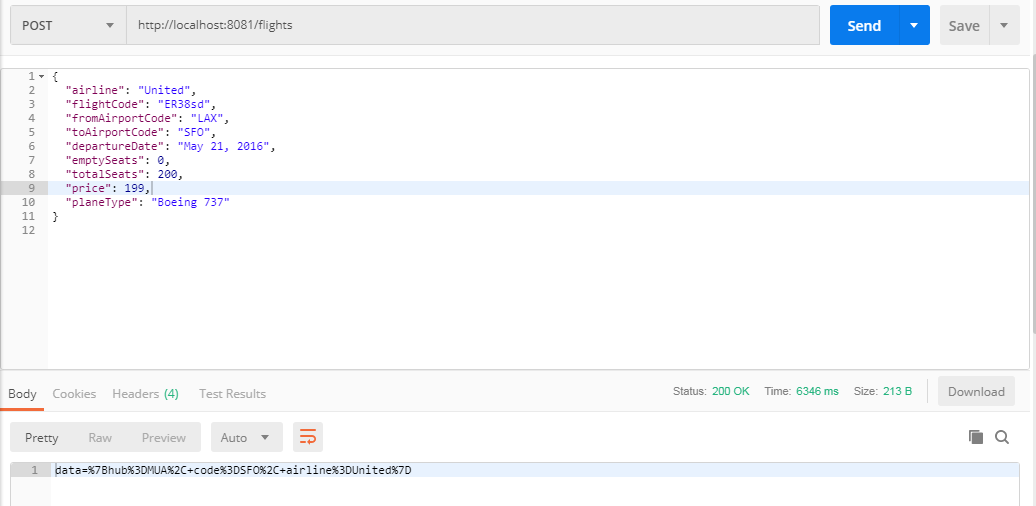 POST http://localhost:8081/flights Send Save
1 {
2 "airline": "United",
3 "flightCode": "ER38sd",
4 "fromAirportCode": "LAX",
5 "toAirportCode": "SFO",
6 "departureDate": "May 21, 2016",
7 "emptySeats": 0,
8 "totalSeats": 200,
9 "price": 199,
10 "planeType": "Boeing 737"
11 }
12
Body Cookies Headers (4) Test Results Status: 200 OK Time: 6346 ms Size: 213 B Download
Pretty Raw Preview Auto
1 data=%7Bhub%3DMUA%2C+code%3DSFO%2C+airline%3DUnited%7D